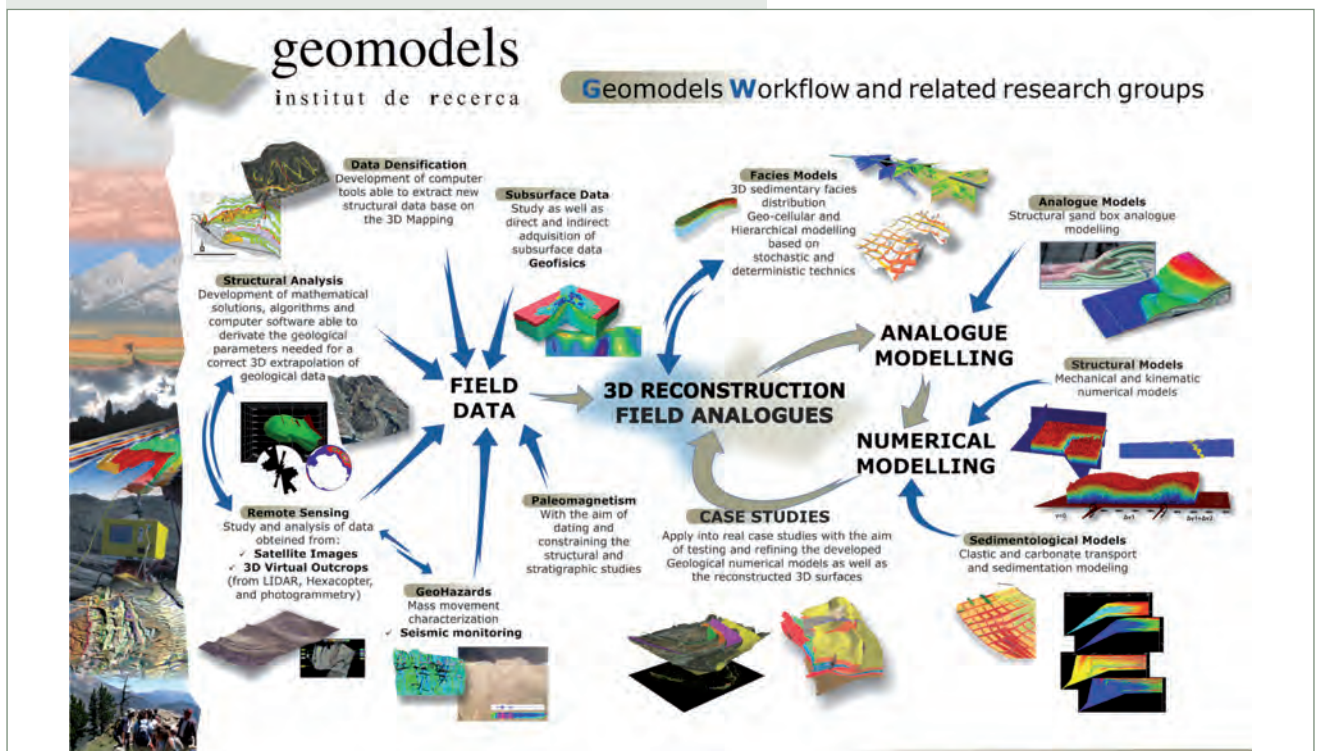 geomodels
institut de recerca
Geomodels Workflow and related research groups
Data Densification
Development of computer
tools able to extract new
structural data base on
the 3D Mapping
Subsurface Data
Study as well as
direct and indirect
adquisition of
subsurface data
Geofisics
Facies Models
3D sedimentary facies
distribution
Geo-cellular and
Hierarchical modelling
based on
stochastic and
deterministic technics
Analogue Models
Structural sand box analogue
modelling
Structural Analysis
Development of mathematical
solutions, algorithms and
computer software able to
derivate the geological
parameters needed for a
correct 3D extrapolation of
geological data
FIELD
DATA
3D RECONSTRUCTION
FIELD ANALOGUES
ANALOGUE
MODELLING
Structural Models
Mechanical and kinematic
numerical models
NUMERICAL
MODELLING
Remote Sensing
Study and analysis of data
obteined from:
✓ Satellite Images
✓ 3D Virtual Outcrops
(from LIDAR, Hexacopter,
and photogrammetry)
Paleomagnetism
With the aim of
dating and
constraining the
structural and
stratigraphic studies
CASE STUDIES
Apply into real case studies with the aim
of testing and refining the developed
Geological numerical models as well as
the reconstructed 3D surfaces
Sedimentological Models
Clastic and carbonate transport
and sedimentation modeling
GeoHazards
Mass movement
characterization
✓ Seismic monitoring